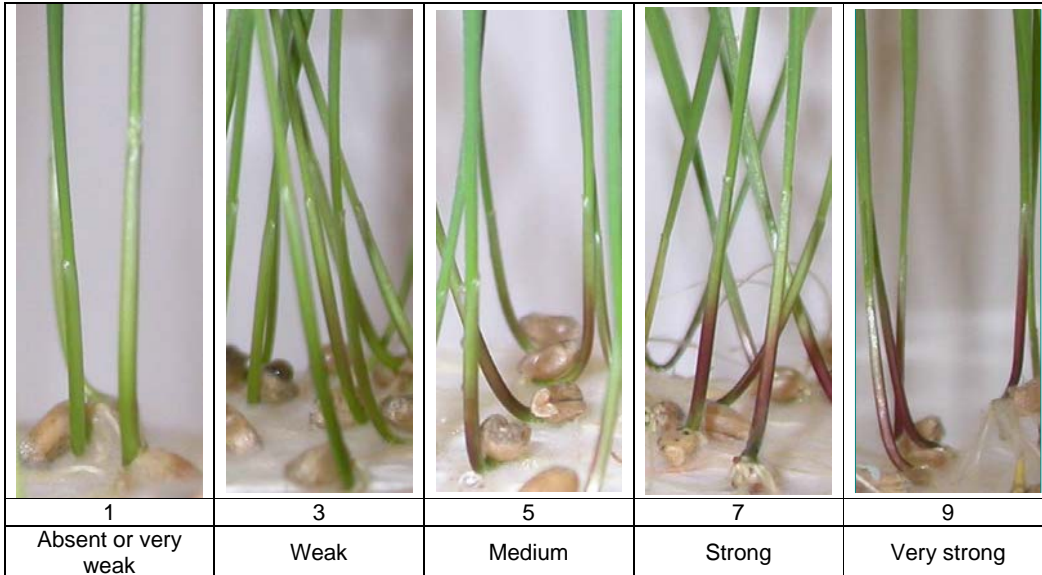 1 3 5 7 9
Absent or very
weak
Weak
Medium
Strong
Very strong